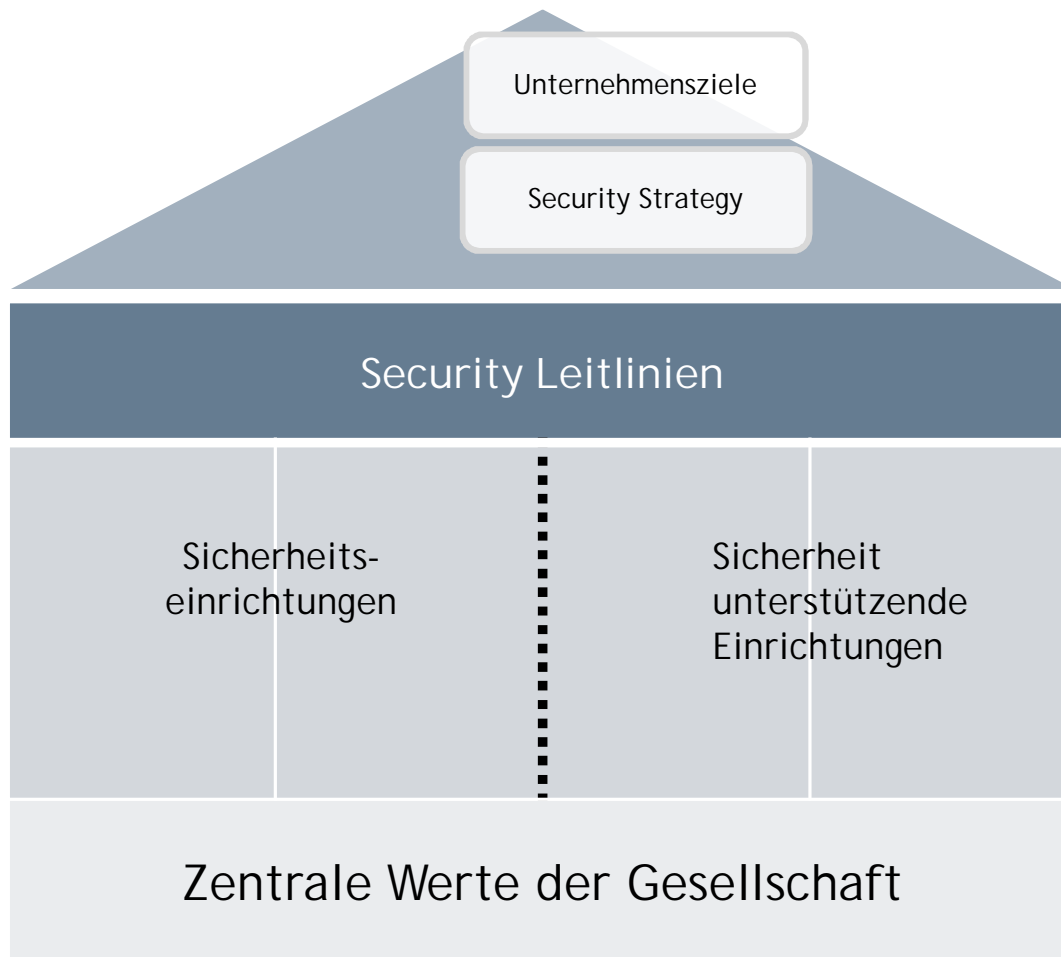 Unternehmensziele
Security Strategy
Security Leitlinien
Sicherheits-
einrichtungen
Sicherheit
unterstützende
Einrichtungen
Zentrale Werte der Gesellschaft